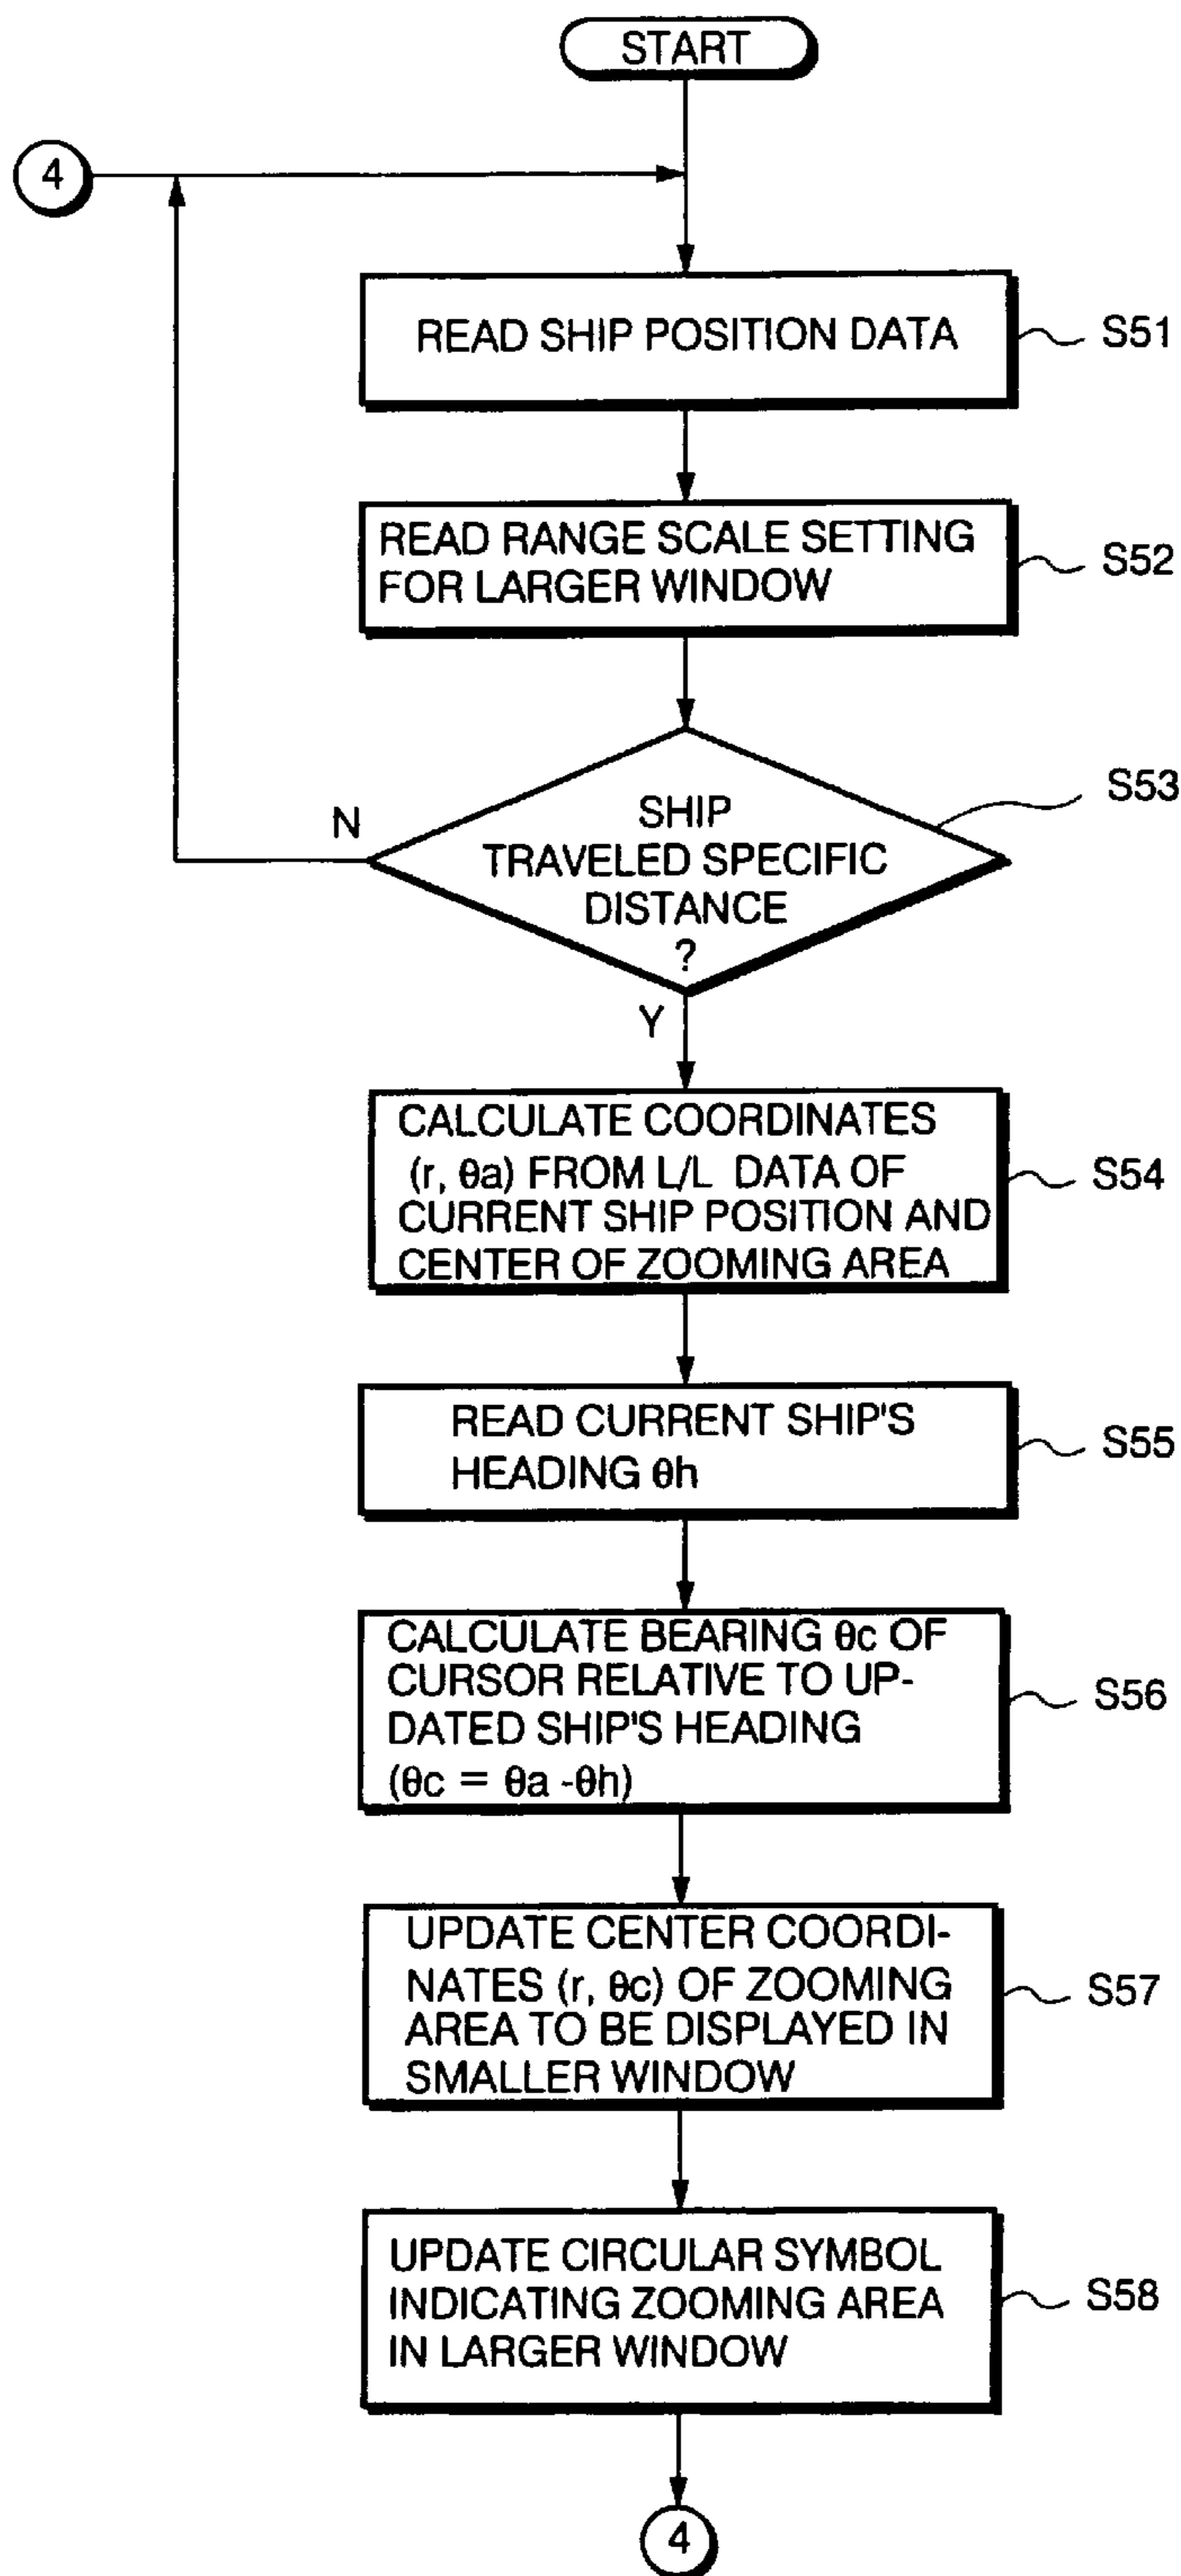 START
4
READ SHIP POSITION DATA
S51
READ RANGE SCALE SETTING
FOR LARGER WINDOW
S52
SHIP
TRAVELED SPECIFIC
DISTANCE
?
S53
N
Y
CALCULATE COORDINATES
(r, θa) FROM L/L DATA OF
CURRENT SHIP POSITION AND
CENTER OF ZOOMING AREA
S54
READ CURRENT SHIP'S
HEADING θh
S55
CALCULATE BEARING θc OF
CURSOR RELATIVE TO UP-
DATED SHIP'S HEADING
(θc = θa -θh)
S56
UPDATE CENTER COORDI-
NATES (r, θc) OF ZOOMING
AREA TO BE DISPLAYED IN
SMALLER WINDOW
S57
UPDATE CIRCULAR SYMBOL
INDICATING ZOOMING AREA
IN LARGER WINDOW
S58
4